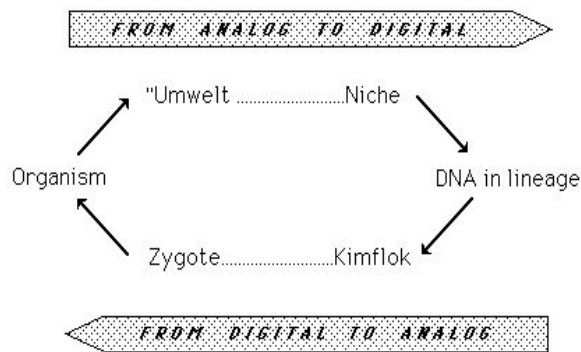 FROM ANALOG TO DIGITAL
"Umwelt ........................Niche
Organism
DNA in lineage
Zygote........................Kimflok
FROM DIGITAL TO ANALOG